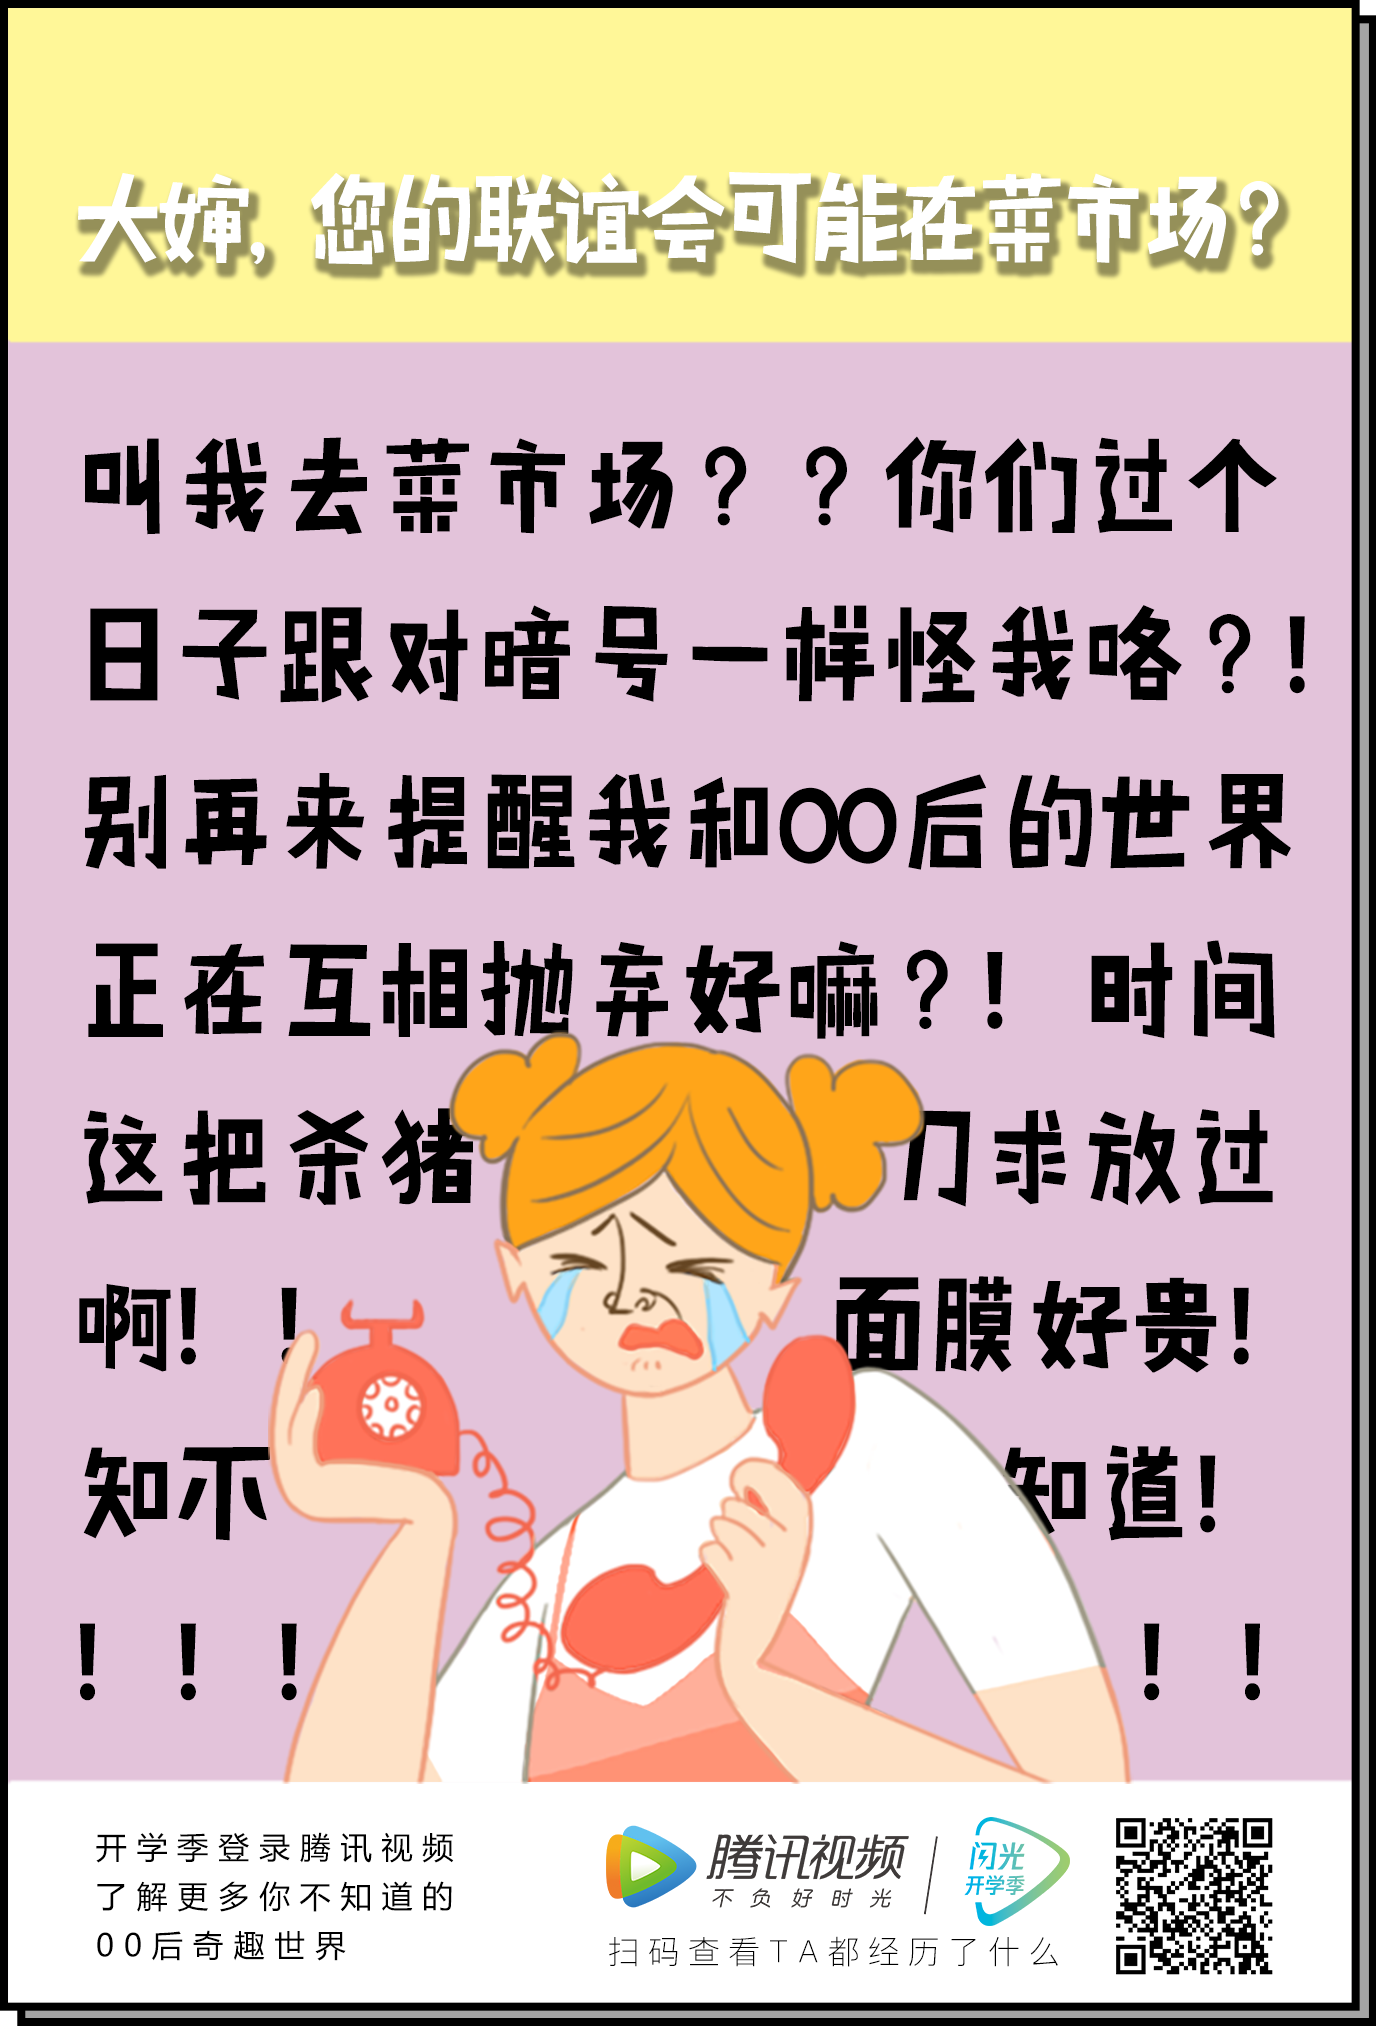 大婶，您的联谊会可能在菜市场？
叫我去菜市场？？你们过个
日子跟对暗号一样怪我咯？！
别再来提醒我和00后的世界
正在互相抛弃好嘛？！时间
这把杀猪刀求放过
啊！！面膜好贵！
知不知道！
！！！！！
开学季登录腾讯视频
了解更多你不知道的
00后奇趣世界
腾讯视频
不负好时光
闪光
开学季
扫码查看TA都经历了什么